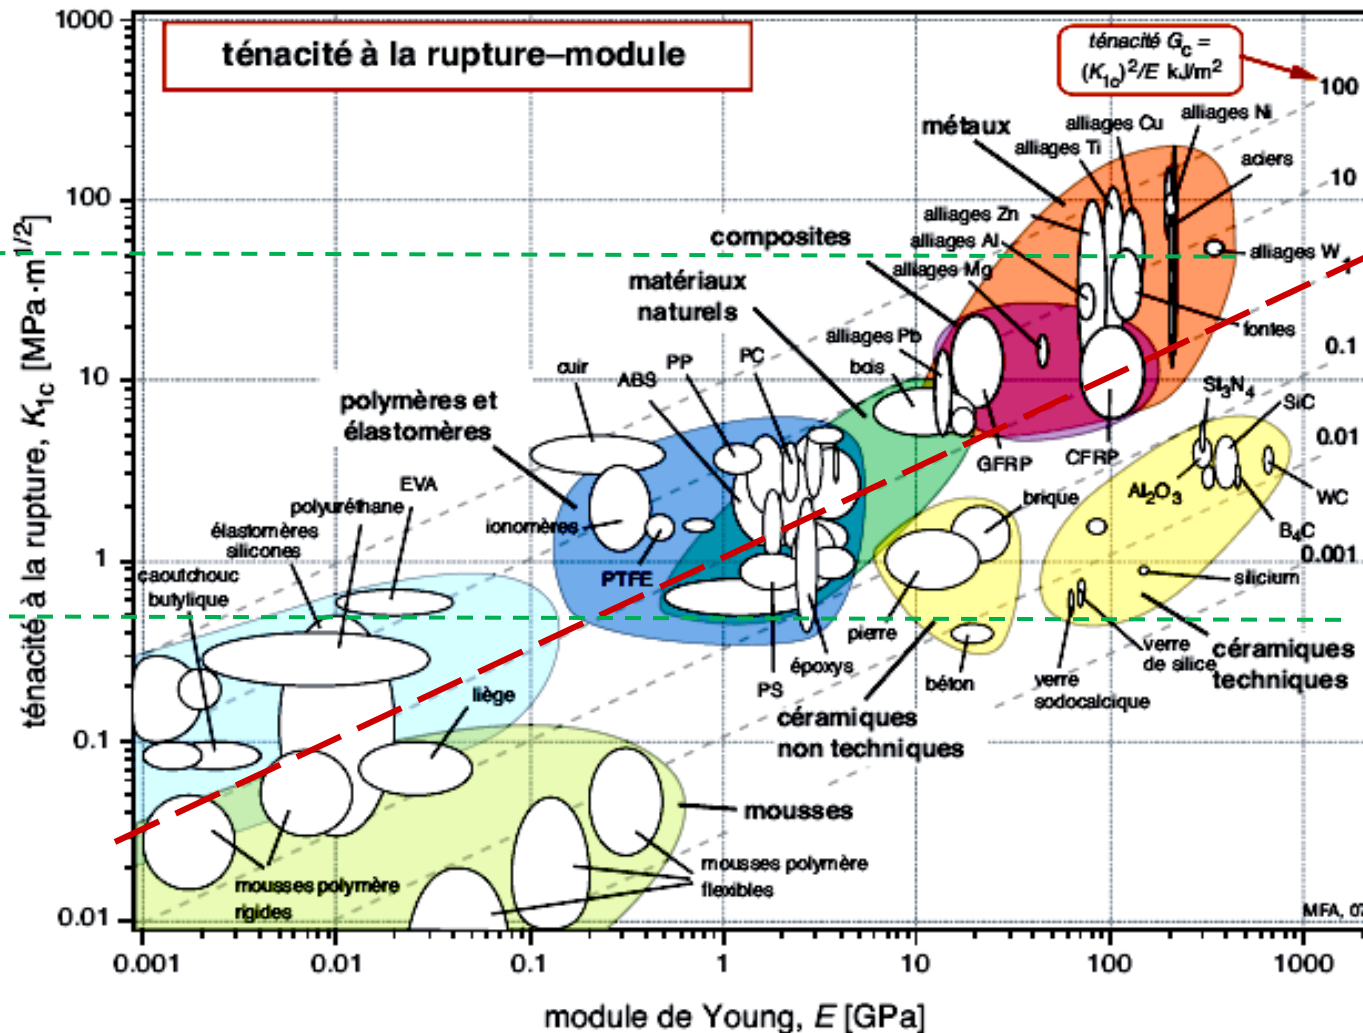 ténacité à la rupture–module
ténacité Gc =
(K1c)²/E kJ/m²
1000
100
10
1
0.1
0.01
ténacité à la rupture, K1c [MPa·m1/2]
100
10
1
0.1
0.01
0.001
métaux
alliages Cu
alliages Ni
alliages Ti
aciers
alliages Zn
composites
alliages Al
alliages W
alliages Mg
matériaux
naturels
fontes
alliages Pb
bois
PC
PP
cuir
ABS
polymères et
élastomères
Si3N4
SiC
GFRP
CFRP
Al2O3
WC
B4C
brique
EVA
polyuréthane
ionomères
élastomères
silicones
caoutchouc
butylique
PTFE
silicium
pierre
époxys
PS
béton
verre
de silice
verre
sodocalcique
céramiques
techniques
céramiques
non techniques
liège
mousses
mousses polymère
flexibles
mousses polymère
rigides
MFA, 07
0.001
0.01
0.1
1
10
100
1000
module de Young, E [GPa]